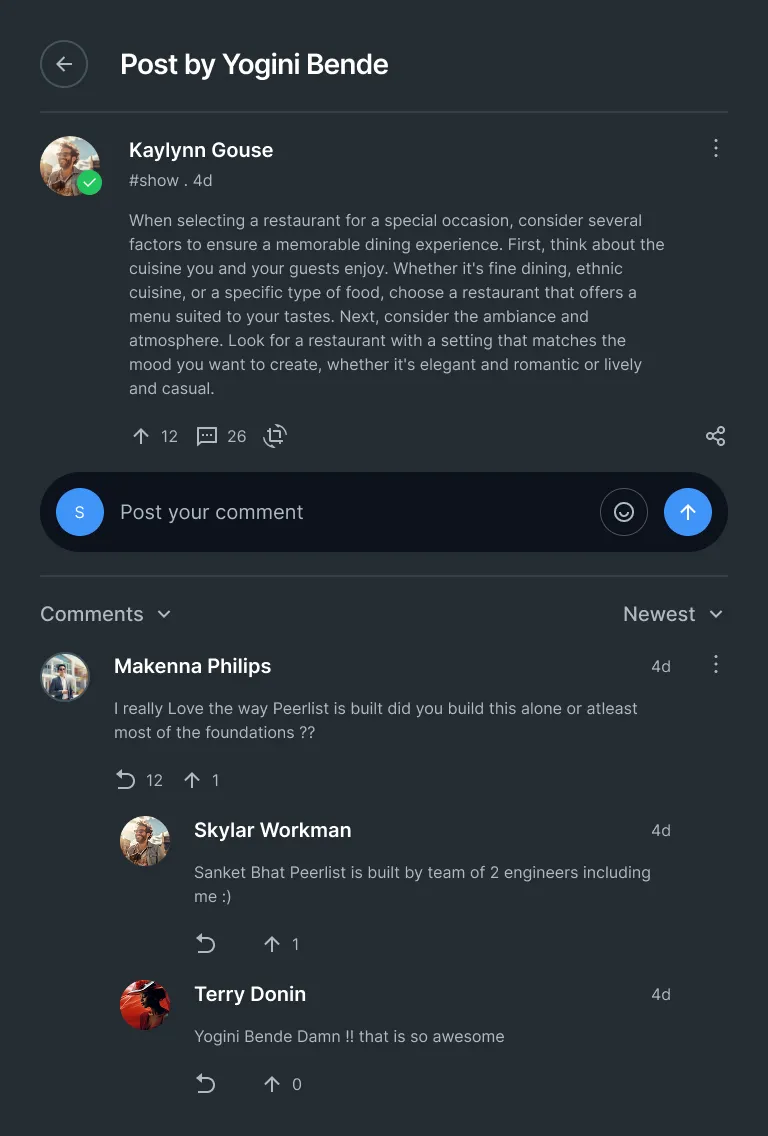 Post by Yogini Bende
Kaylynn Gouse
#show . 4d
When selecting a restaurant for a special occasion, consider several
factors to ensure a memorable dining experience. First, think about the
cuisine you and your guests enjoy. Whether it's fine dining, ethnic
cuisine, or a specific type of food, choose a restaurant that offers a
menu suited to your tastes. Next, consider the ambiance and
atmosphere. Look for a restaurant with a setting that matches the
mood you want to create, whether it's elegant and romantic or lively
and casual.
12 26
S Post your comment
Comments Newest
Makenna Philips 4d
I really Love the way Peerlist is built did you build this alone or atleast
most of the foundations ??
12 1
Skylar Workman 4d
Sanket Bhat Peerlist is built by team of 2 engineers including
me :)
1
Terry Donin 4d
Yogini Bende Damn !! that is so awesome
0